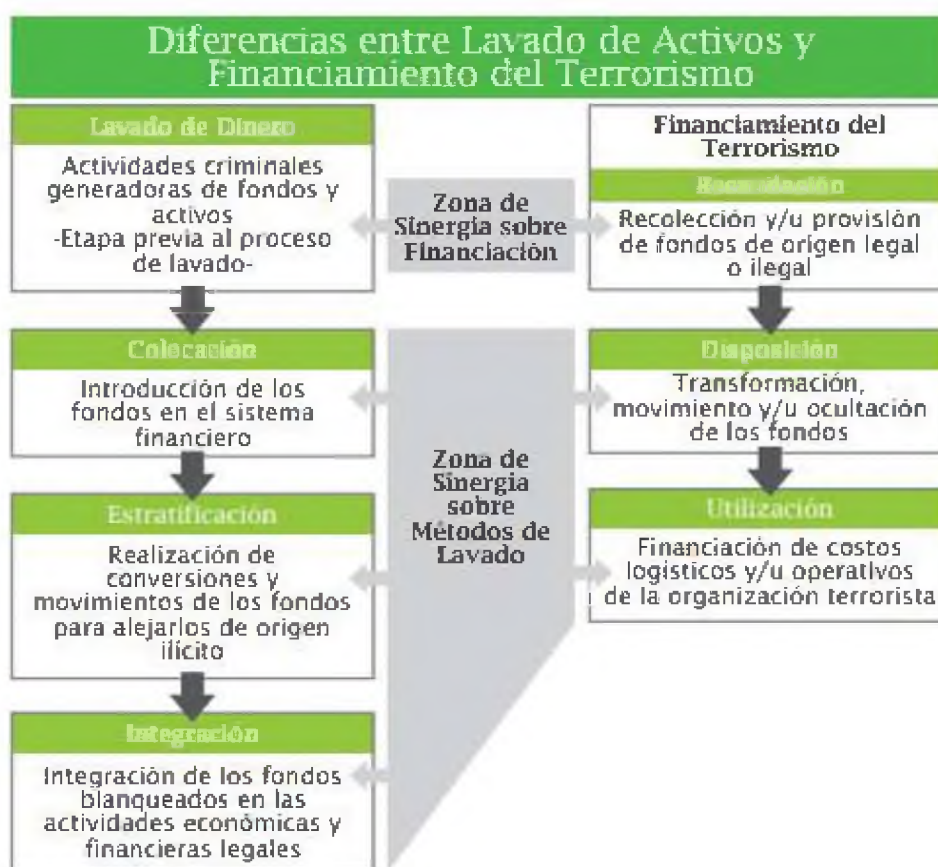 Diferencias entre Lavado de Activos y
Financiamiento del Terrorismo
Lavado de Dinero
Actividades criminales
generadoras de fondos y
activos
-Etapa previa al proceso
de lavado-
Zona de
Sinergia sobre
Financiación
Financiamiento del
Terrorismo
Recaudación
Recolección y/u provisión
de fondos de origen legal
o ilegal
Colocación
Introducción de los
fondos en el sistema
financiero
Zona de
Sinergia
sobre
Métodos de
Lavado
Disposición
Transformación,
movimiento y/u ocultación
de los fondos
Estratificación
Realización de
conversiones y
movimientos de los fondos
para alejarlos de origen
ilícito
Utilización
Financiación de costos
logísticos y/u operativos
de la organización terrorista
Integración
Integración de los fondos
blanqueados en las
actividades económicas y
financieras legales